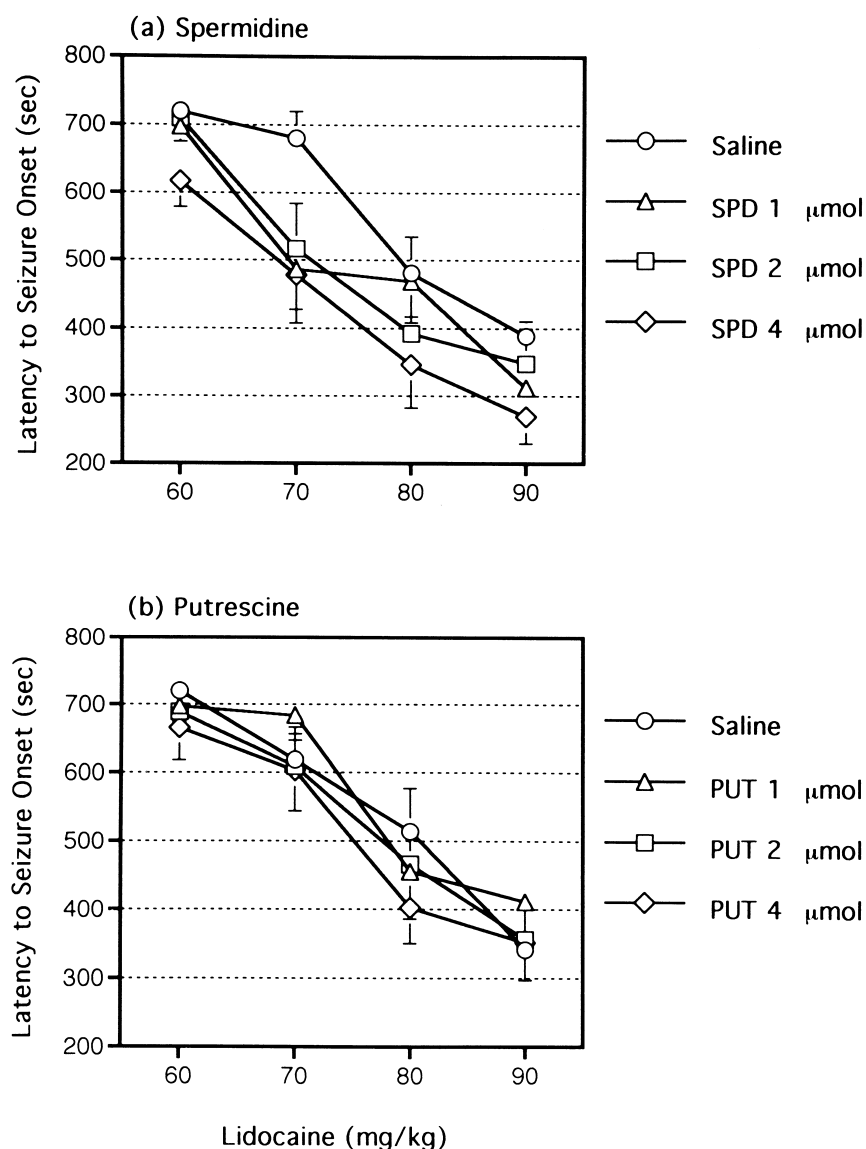 (a) Spermidine
Latency to Seizure Onset (sec)
800
700
600
500
400
300
200
60 70 80 90
Saline
SPD 1 μmol
SPD 2 μmol
SPD 4 μmol
(b) Putrescine
Latency to Seizure Onset (sec)
800
700
600
500
400
300
200
60 70 80 90
Saline
PUT 1 μmol
PUT 2 μmol
PUT 4 μmol
Lidocaine (mg/kg)